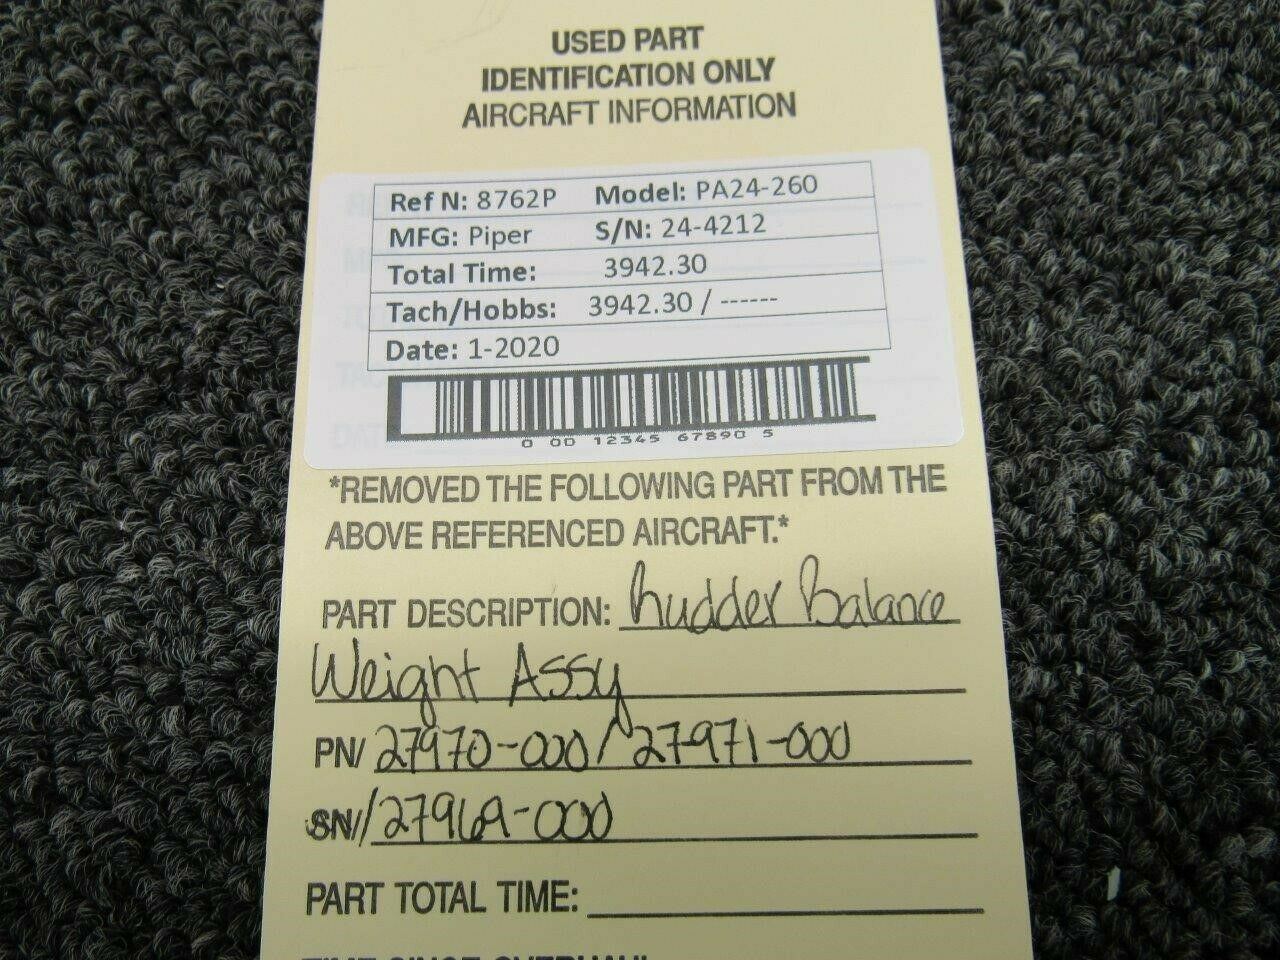 USED PART
IDENTIFICATION ONLY
AIRCRAFT INFORMATION
Ref N: 8762P Model: PA24-260
MFG: Piper S/N: 24-4212
Total Time: 3942.30
Tach/Hobbs: 3942.30 / ------
Date: 1-2020
0 00 12345 67890 5
*REMOVED THE FOLLOWING PART FROM THE
ABOVE REFERENCED AIRCRAFT.*
PART DESCRIPTION: Rudder Balance
Weight Assy
PN/ 27970-000/27971-000
SN//27969-000
PART TOTAL TIME:
TIME SINCE OVERHAUL